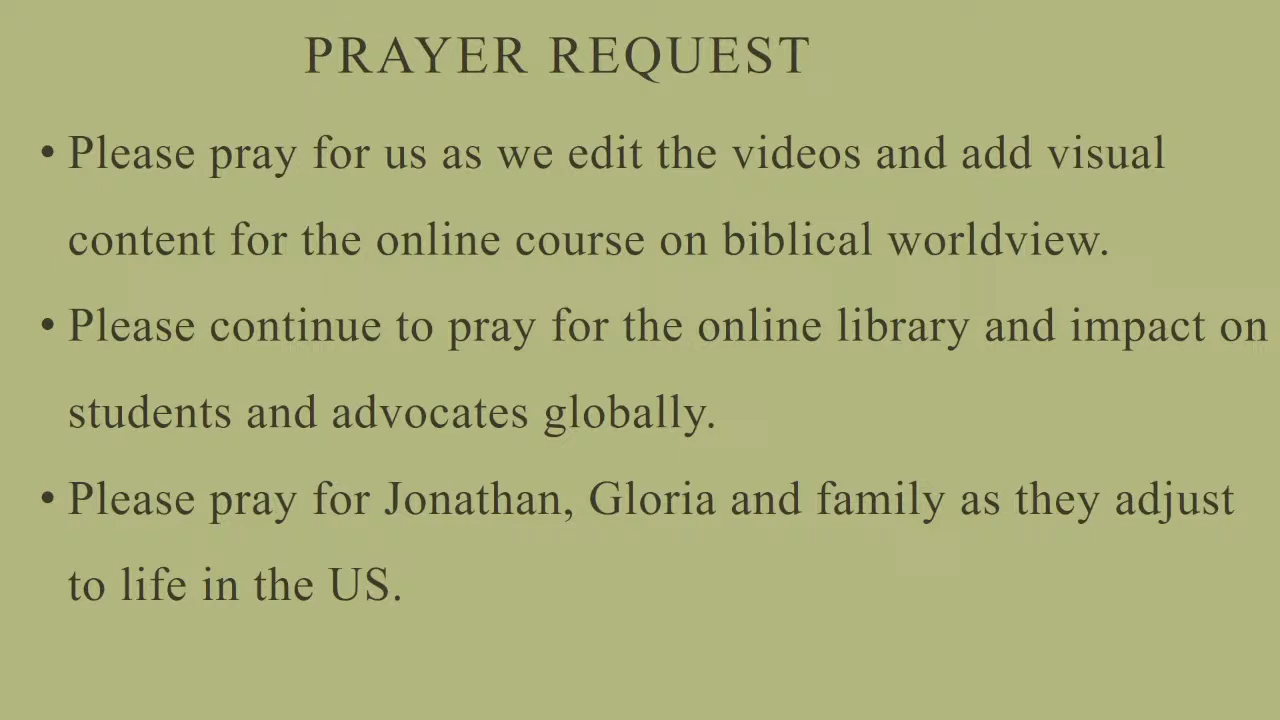 PRAYER REQUEST
• Please pray for us as we edit the videos and add visual
content for the online course on biblical worldview.
• Please continue to pray for the online library and impact on
students and advocates globally.
• Please pray for Jonathan, Gloria and family as they adjust
to life in the US.